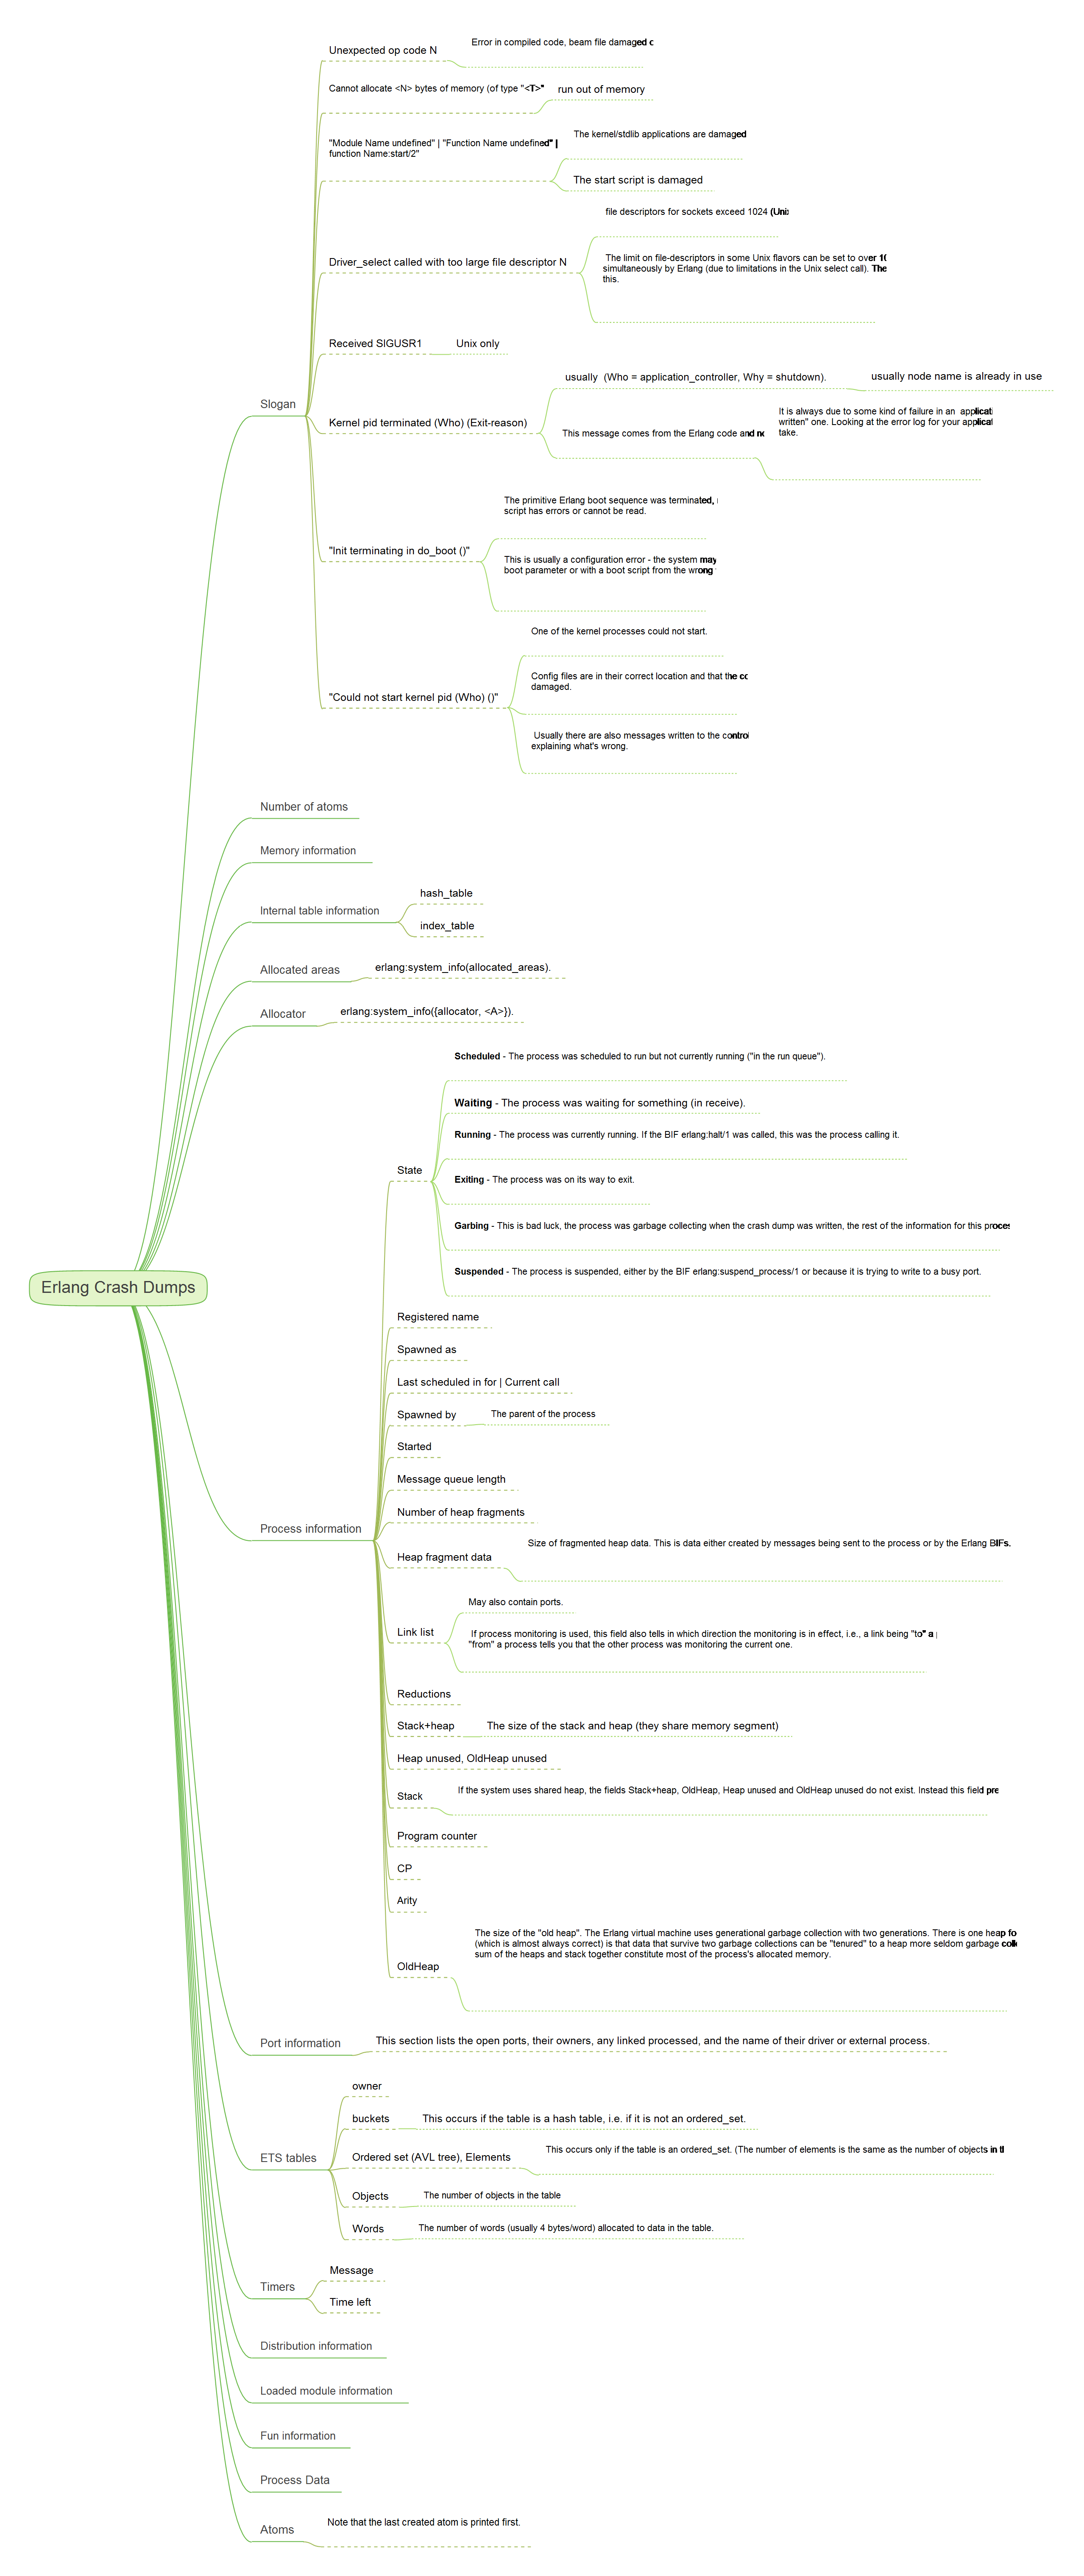 Unexpected op code N
Error in compiled code, beam file damaged
Cannot allocate <N> bytes of memory (of type "<T>"
run out of memory
"Module Name undefined" | "Function Name undefined" |
function Name:start/2"
The kernel/stdlib applications are damaged
The start script is damaged
Driver_select called with too large file descriptor N
file descriptors for sockets exceed 1024
The limit on file-descriptors in some Unix flavors can be set to over
simultaneously by Erlang (due to limitations in the Unix select call). The
this.
Received SIGUSR1
Unix only
Slogan
Kernel pid terminated (Who) (Exit-reason)
usually (Who = application_controller, Why = shutdown).
usually node name is already in use
This message comes from the Erlang code and
It is always due to some kind of failure in an
written" one. Looking at the error log for your
take.
"Init terminating in do_boot ()"
The primitive Erlang boot sequence was terminated,
script has errors or cannot be read.
This is usually a configuration error - the system may
boot parameter or with a boot script from the wrong
"Could not start kernel pid (Who) ()"
One of the kernel processes could not start.
Config files are in their correct location and that the
damaged.
Usually there are also messages written to the
explaining what's wrong.
Number of atoms
Memory information
Internal table information
hash_table
index_table
Allocated areas
erlang:system_info(allocated_areas).
Allocator
erlang:system_info({allocator, <A>}).
Erlang Crash Dumps
Process information
State
Scheduled - The process was scheduled to run but not currently running ("in the run queue").
Waiting - The process was waiting for something (in receive).
Running - The process was currently running. If the BIF erlang:halt/1 was called, this was the process calling it.
Exiting - The process was on its way to exit.
Garbing - This is bad luck, the process was garbage collecting when the crash dump was written, the rest of the information for this
Suspended - The process is suspended, either by the BIF erlang:suspend_process/1 or because it is trying to write to a busy port.
Registered name
Spawned as
Last scheduled in for | Current call
Spawned by
The parent of the process
Started
Message queue length
Number of heap fragments
Heap fragment data
Size of fragmented heap data. This is data either created by messages being sent to the process or by the Erlang BIFs.
Link list
May also contain ports.
If process monitoring is used, this field also tells in which direction the monitoring is in effect, i.e., a link being "to" a
"from" a process tells you that the other process was monitoring the current one.
Reductions
Stack+heap
The size of the stack and heap (they share memory segment)
Heap unused, OldHeap unused
Stack
If the system uses shared heap, the fields Stack+heap, OldHeap, Heap unused and OldHeap unused do not exist. Instead this field
Program counter
CP
Arity
OldHeap
The size of the "old heap". The Erlang virtual machine uses generational garbage collection with two generations. There is one heap
(which is almost always correct) is that data that survive two garbage collections can be "tenured" to a heap more seldom garbage
sum of the heaps and stack together constitute most of the process's allocated memory.
Port information
This section lists the open ports, their owners, any linked processed, and the name of their driver or external process.
ETS tables
owner
buckets
This occurs if the table is a hash table, i.e. if it is not an ordered_set.
Ordered set (AVL tree), Elements
This occurs only if the table is an ordered_set. (The number of elements is the same as the number of objects in
Objects
The number of objects in the table
Words
The number of words (usually 4 bytes/word) allocated to data in the table.
Timers
Message
Time left
Distribution information
Loaded module information
Fun information
Process Data
Atoms
Note that the last created atom is printed first.